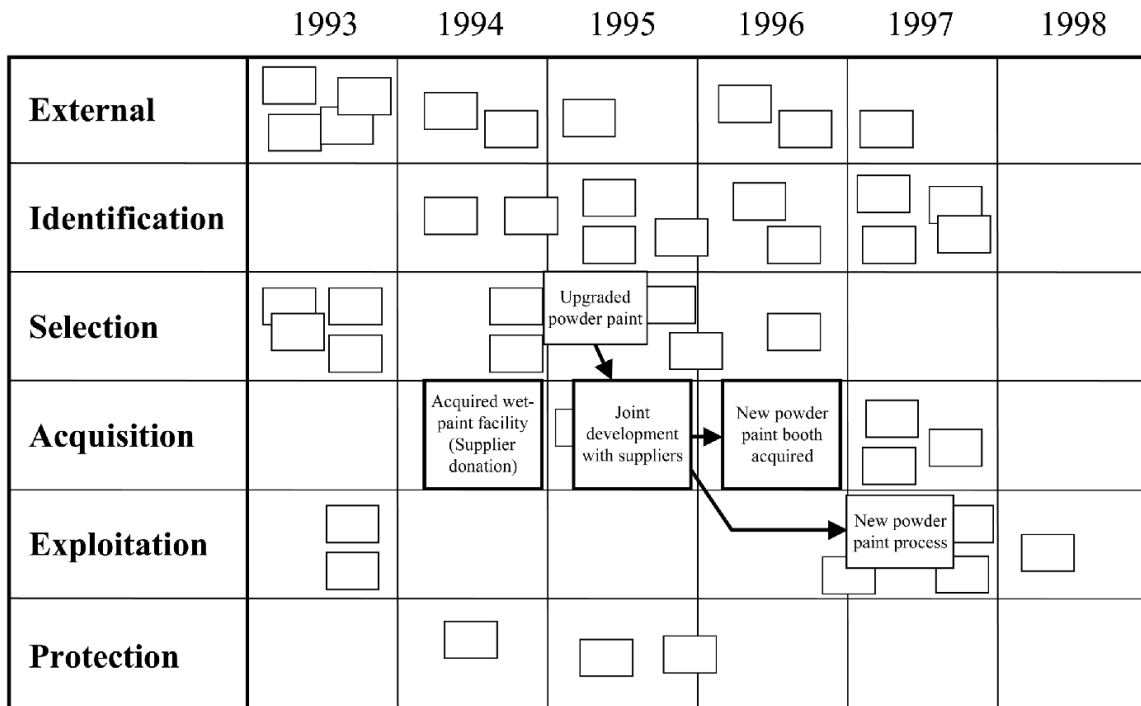 1993 1994 1995 1996 1997 1998
External
Identification
Selection
Upgraded
powder paint
Acquisition
Acquired wet-
paint facility
(Supplier
donation)
Joint
development
with suppliers
New powder
paint booth
acquired
Exploitation
New powder
paint process
Protection